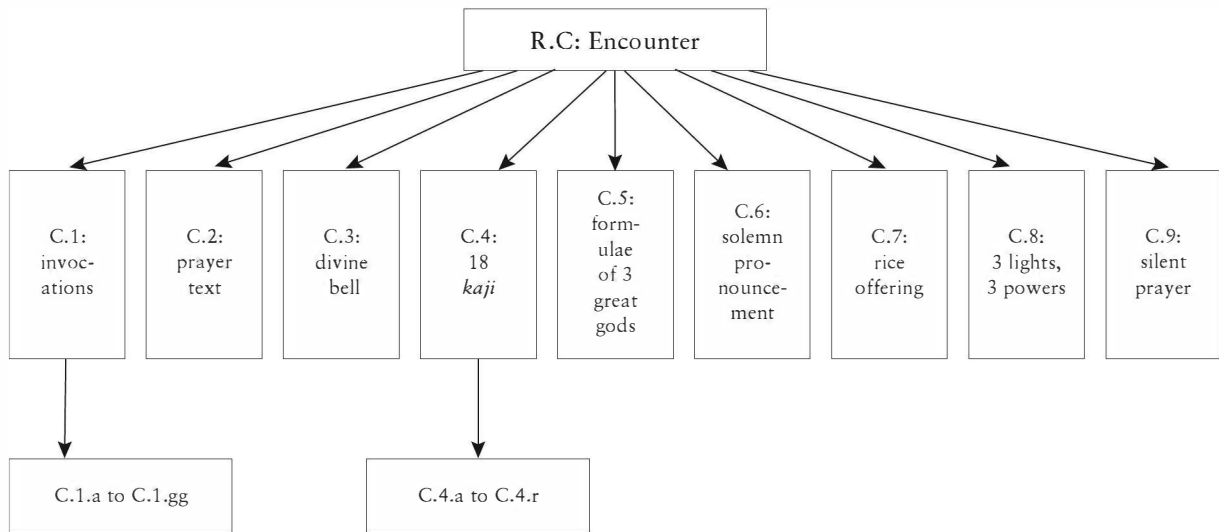 R.C: Encounter
C.1:
invoc-
ations
C.2:
prayer
text
C.3:
divine
bell
C.4:
18
kaji
C.5:
form-
ulae
of 3
great
gods
C.6:
solemn
pro-
nounce-
ment
C.7:
rice
offering
C.8:
3 lights,
3 powers
C.9:
silent
prayer
C.1.a to C.1.gg
C.4.a to C.4.r